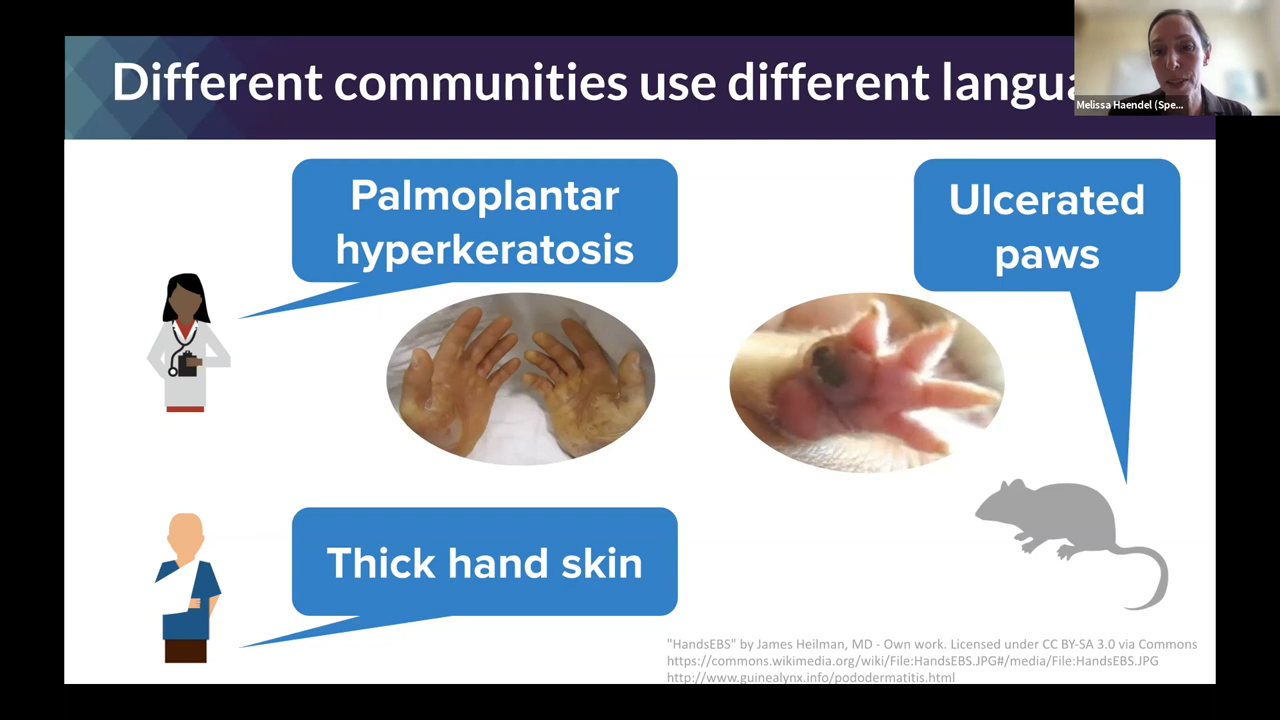 Different communities use different langua
Melissa Haendel (Spe...
Palmoplantar
hyperkeratosis
Ulcerated
paws
Thick hand skin
"HandsEBS" by James Heilman, MD - Own work. Licensed under CC BY-SA 3.0 via Commons
https://commons.wikimedia.org/wiki/File:HandsEBS.JPG#/media/File:HandsEBS.JPG
http://www.guinealynx.info/pododermatitis.html